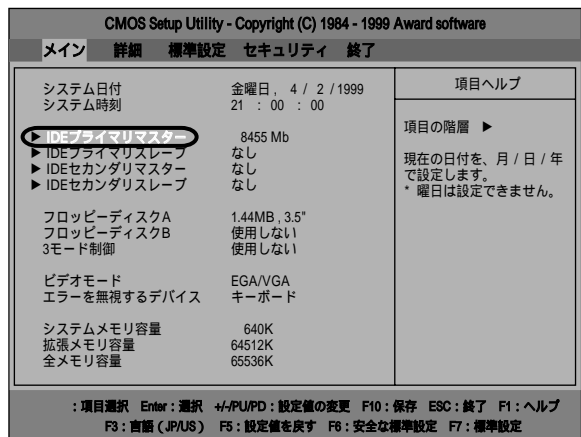 CMOS Setup Utility - Copyright (C) 1984 - 1999 Award software
メイン 詳細 標準設定 セキュリティ 終了
システム日付 金曜日, 4 / 2 / 1999
システム時刻 21 : 00 : 00
▶ IDEプライマリマスター 8455 Mb
▶ IDEプライマリスレーブ なし
▶ IDEセカンダリマスター なし
▶ IDEセカンダリスレーブ なし
フロッピーディスクA 1.44MB , 3.5"
フロッピーディスクB 使用しない
3モード制御 使用しない
ビデオモード EGA/VGA
エラーを無視するデバイス キーボード
システムメモリ容量 640K
拡張メモリ容量 64512K
全メモリ容量 65536K
項目ヘルプ
項目の階層 ▶
現在の日付を、月 / 日 / 年
で設定します。
* 曜日は設定できません。
: 項目選択 Enter : 選択 +/-/PU/PD : 設定値の変更 F10 : 保存 ESC : 終了 F1 : ヘルプ
F3 : 言語 ( JP/US ) F5 : 設定値を戻す F6 : 安全な標準設定 F7 : 標準設定